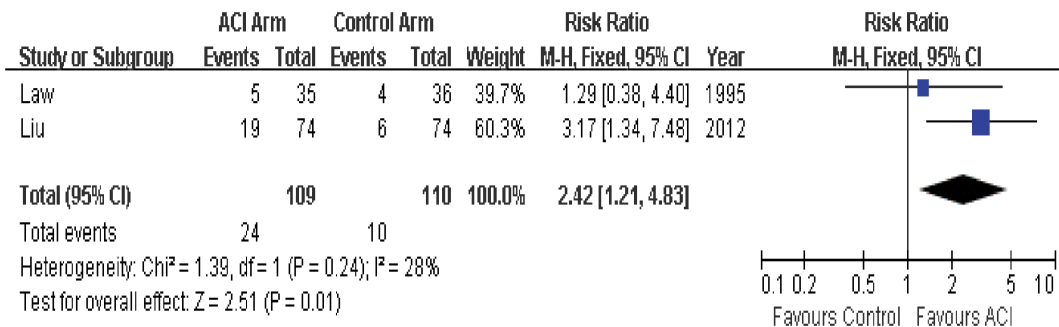 ACI Arm Control Arm Risk Ratio Risk Ratio
Study or Subgroup Events Total Events Total Weight M-H, Fixed, 95% CI Year M-H, Fixed, 95% CI
Law 5 35 4 36 39.7% 1.29 [0.38, 4.40] 1995
Liu 19 74 6 74 60.3% 3.17 [1.34, 7.48] 2012
Total (95% CI) 109 110 100.0% 2.42 [1.21, 4.83]
Total events 24 10
Heterogeneity: Chi² = 1.39, df = 1 (P = 0.24); I² = 28%
Test for overall effect: Z = 2.51 (P = 0.01)
0.1 0.2 0.5 1 2 5 10
Favours Control Favours ACI